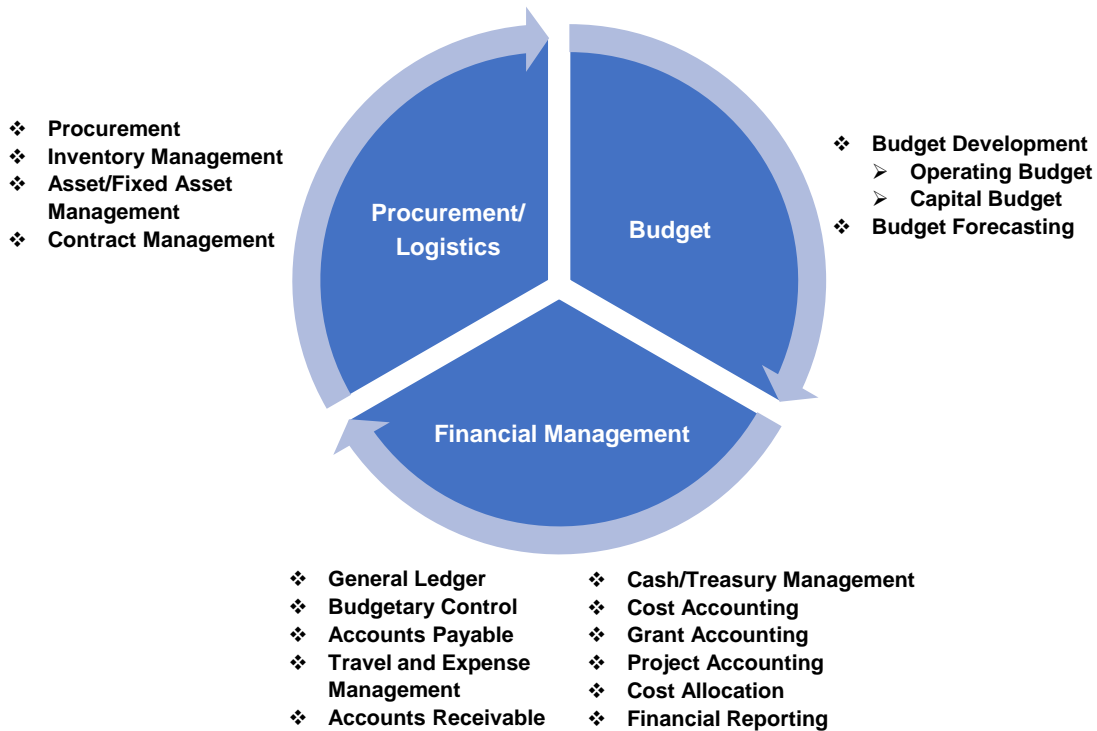 ❖ Procurement
❖ Inventory Management
❖ Asset/Fixed Asset
Management
❖ Contract Management
Procurement/
Logistics
Budget
❖ Budget Development
➢ Operating Budget
➢ Capital Budget
❖ Budget Forecasting
Financial Management
❖ General Ledger
❖ Budgetary Control
❖ Accounts Payable
❖ Travel and Expense
Management
❖ Accounts Receivable
❖ Cash/Treasury Management
❖ Cost Accounting
❖ Grant Accounting
❖ Project Accounting
❖ Cost Allocation
❖ Financial Reporting